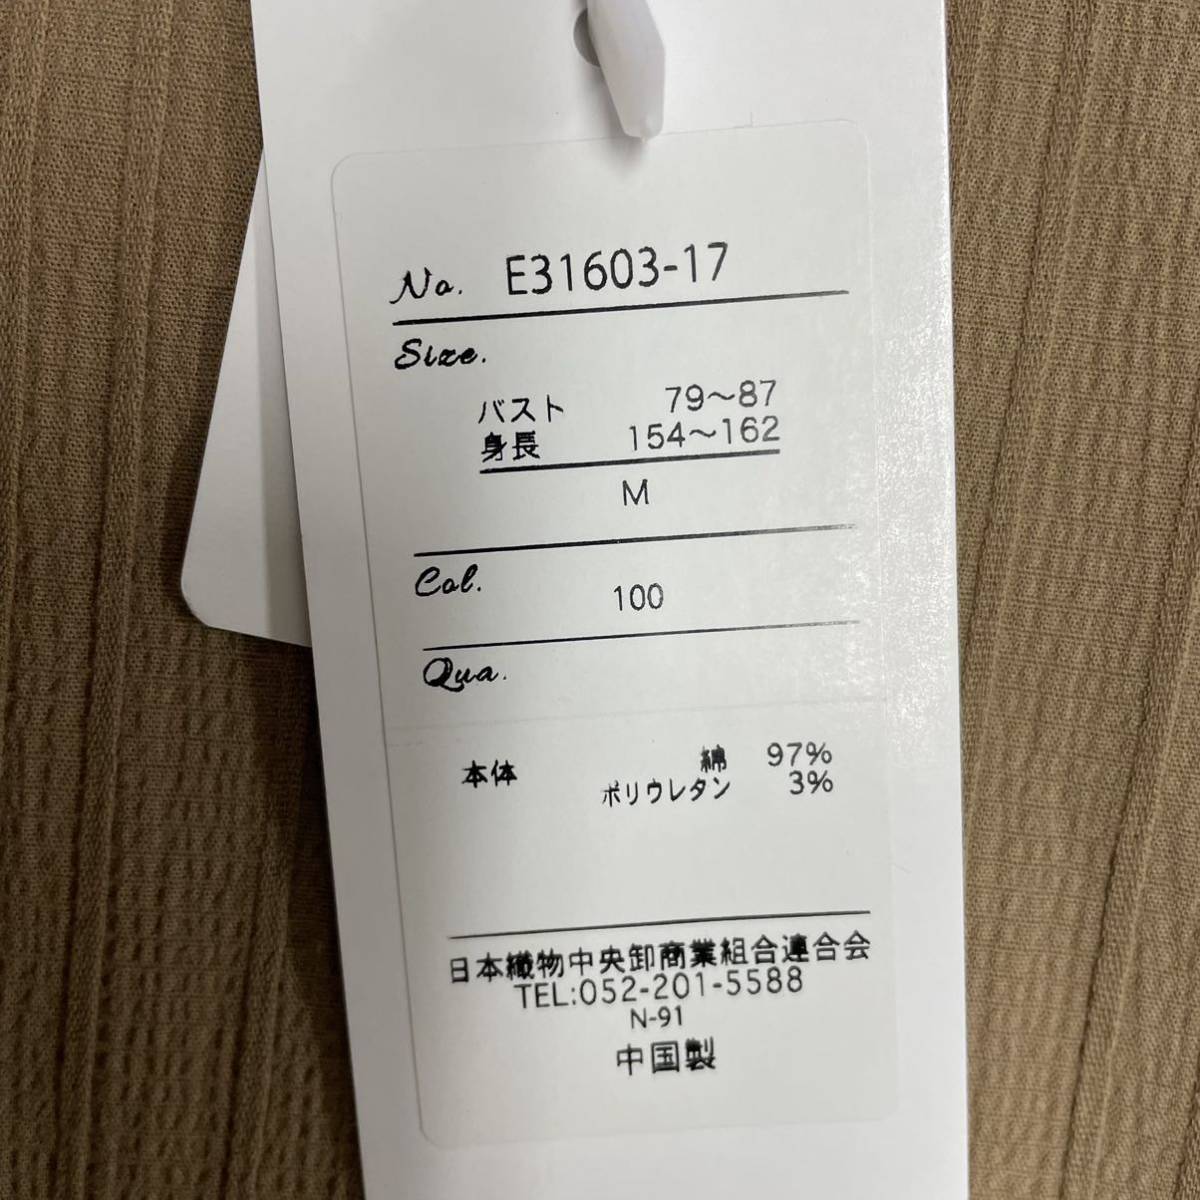 No. E31603-17
Size.
バスト 79～87
身長 154～162
M
Col.
100
Qua.
本体 綿 97%
ポリウレタン 3%
日本織物中央卸商業組合連合会
TEL:052-201-5588
N-91
中国製